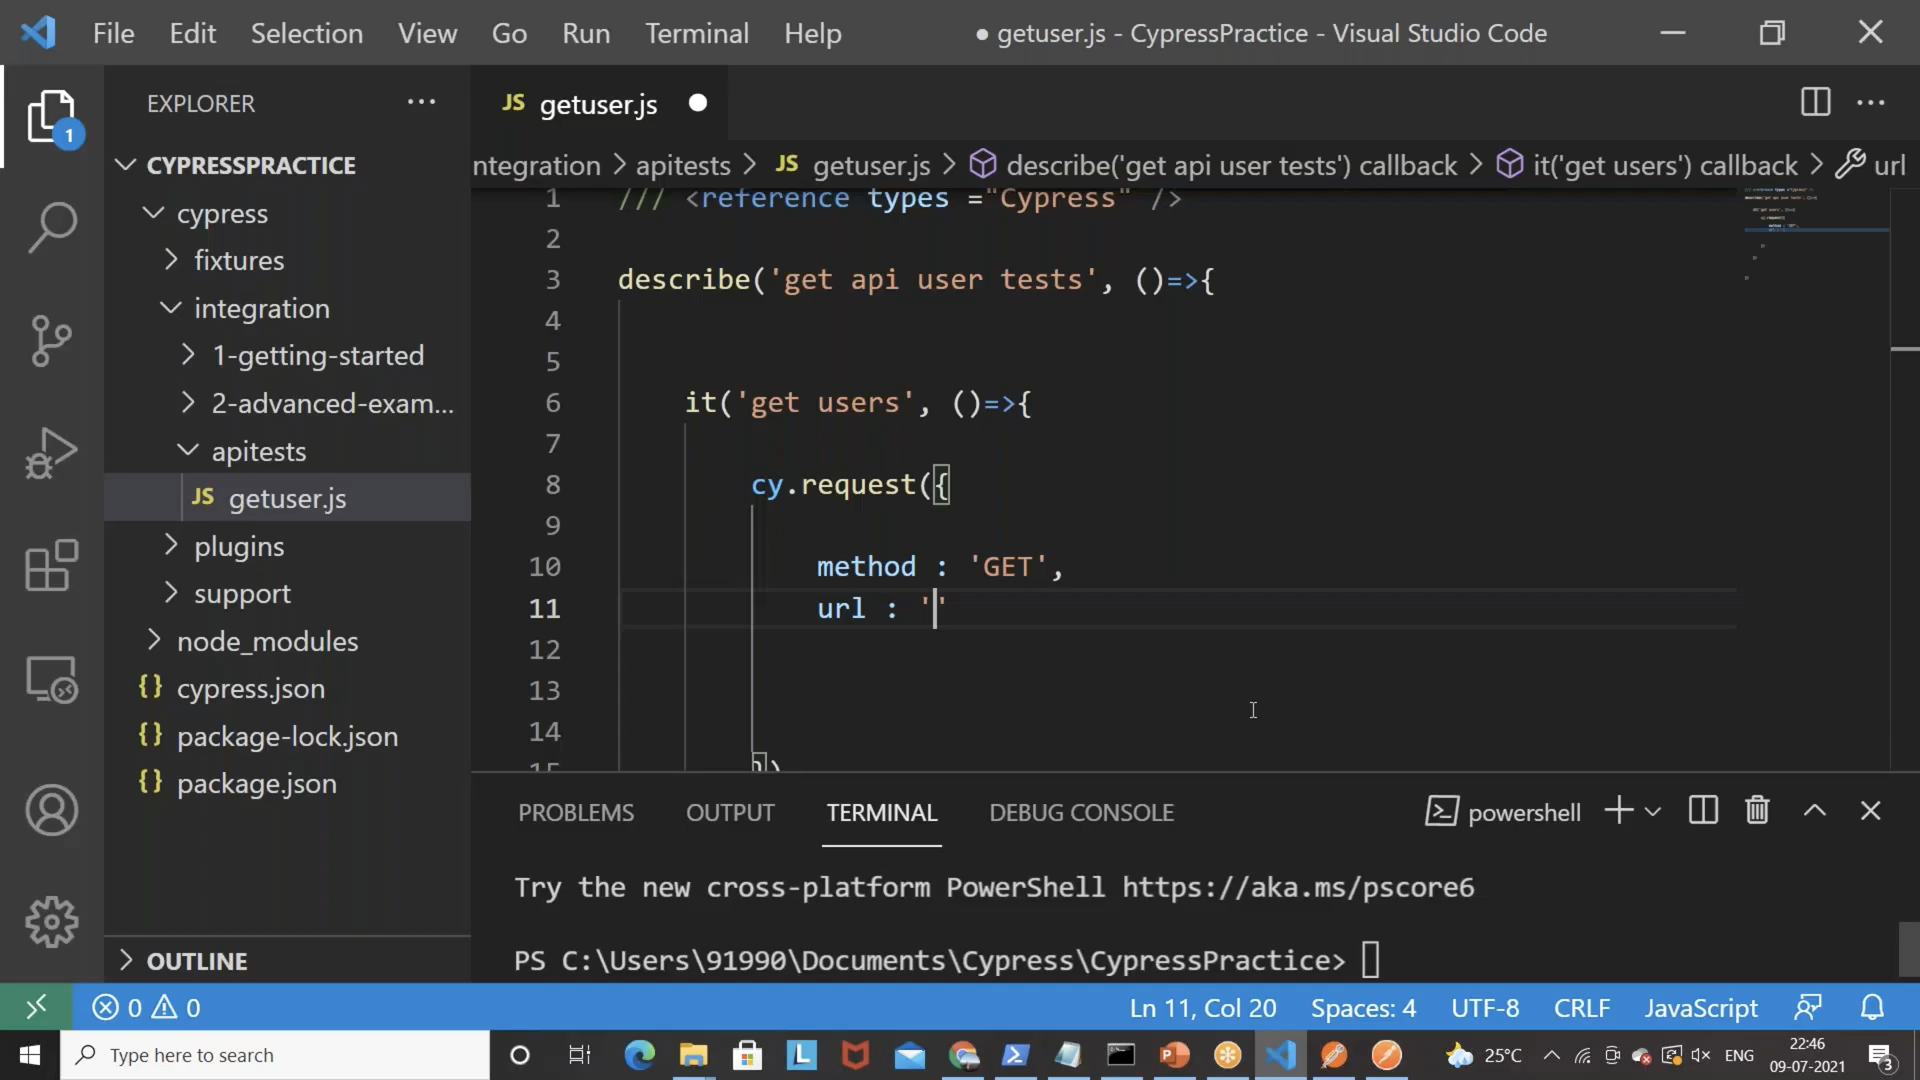 File Edit Selection View Go Run Terminal Help
● getuser.js - CypressPractice - Visual Studio Code
1
EXPLORER
CYPRESSPRACTICE
cypress
fixtures
integration
1-getting-started
2-advanced-exam...
apitests
JS getuser.js
plugins
support
node_modules
{} cypress.json
{} package-lock.json
{} package.json
OUTLINE
JS getuser.js ●
ntegration > apitests > JS getuser.js > describe('get api user tests') callback > it('get users') callback > url
1 /// <reference types ="Cypress" />
2
3 describe('get api user tests', ()=>{
4
5
6 it('get users', ()=>{
7
8 cy.request({
9
10 method : 'GET',
11 url : ''
12
13
14
15 })
PROBLEMS OUTPUT TERMINAL DEBUG CONSOLE
powershell
Try the new cross-platform PowerShell https://aka.ms/pscore6
PS C:\Users\91990\Documents\Cypress\CypressPractice>
0 0
Ln 11, Col 20 Spaces: 4 UTF-8 CRLF JavaScript
Type here to search
L
25°C
ENG
22:46
09-07-2021
3